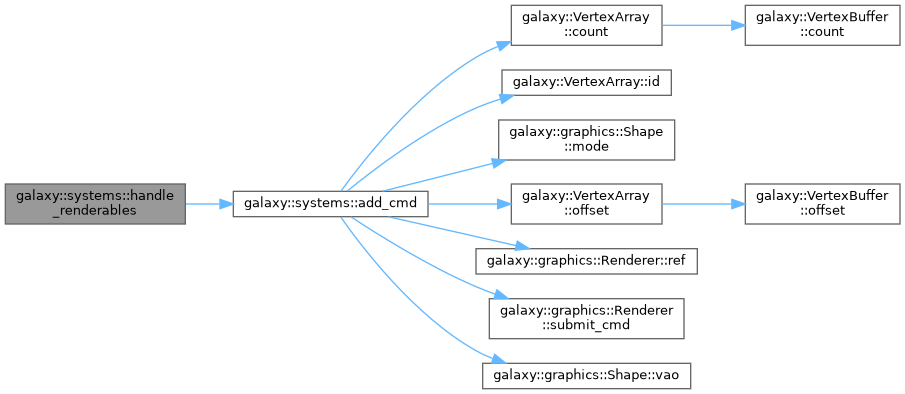 galaxy::systems::handle
_renderables
galaxy::systems::add_cmd
galaxy::VertexArray
::count
galaxy::VertexBuffer
::count
galaxy::VertexArray::id
galaxy::graphics::Shape
::mode
galaxy::VertexArray
::offset
galaxy::VertexBuffer
::offset
galaxy::graphics::Renderer::ref
galaxy::graphics::Renderer
::submit_cmd
galaxy::graphics::Shape::vao